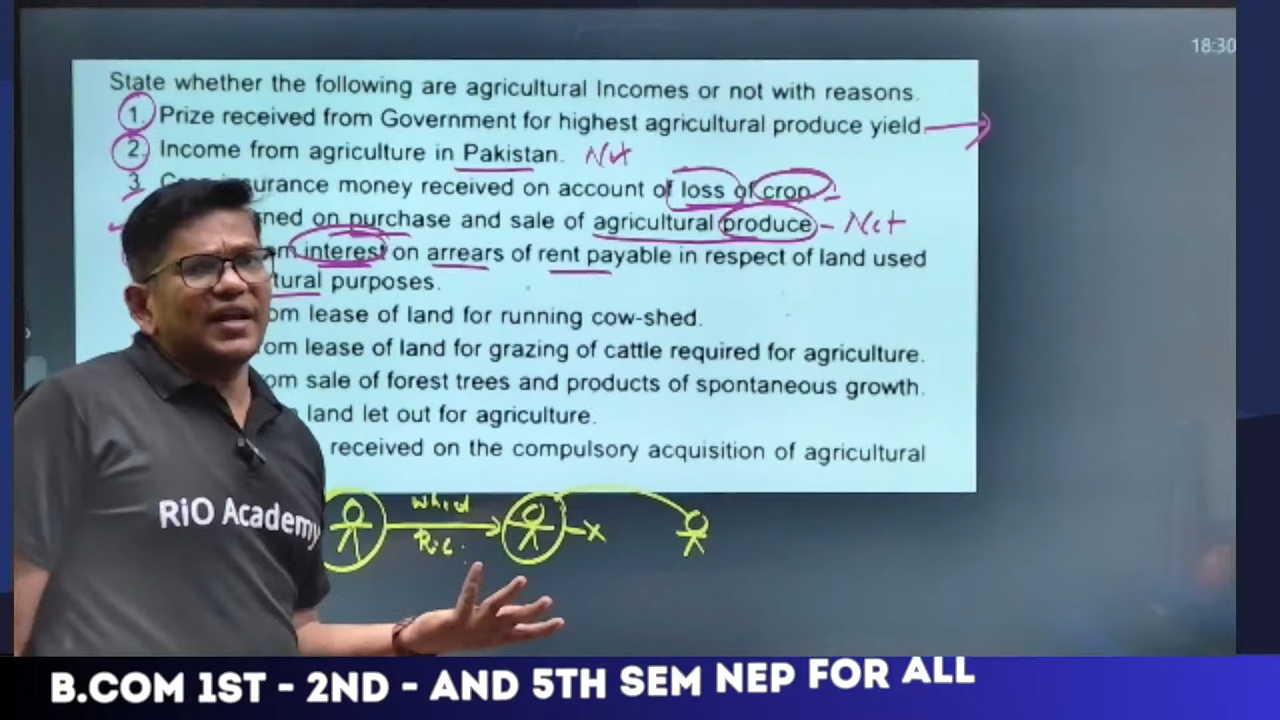 18:30
State whether the following are agricultural Incomes or not with reasons.
1. Prize received from Government for highest agricultural produce yield
2. Income from agriculture in Pakistan. Not
3. insurance money received on account of loss of crop.
ned on purchase and sale of agricultural produce - Not
om interest on arrears of rent payable in respect of land used
tural purposes.
om lease of land for running cow-shed.
rom lease of land for grazing of cattle required for agriculture.
om sale of forest trees and products of spontaneous growth.
land let out for agriculture.
received on the compulsory acquisition of agricultural
x
RiO Academy
B.COM 1ST - 2ND - AND 5TH SEM NEP FOR ALL